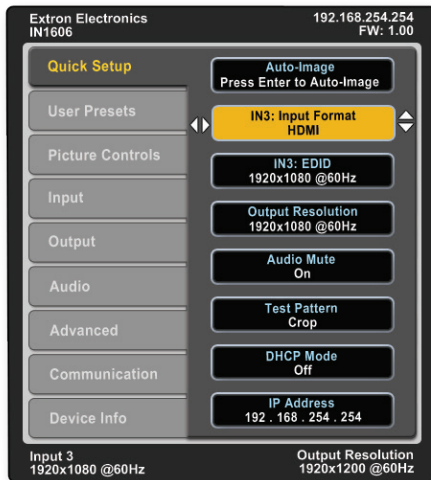 Extron Electronics
IN1606
192.168.254.254
FW: 1.00
Quick Setup
User Presets
Picture Controls
Input
Output
Audio
Advanced
Communication
Device Info
Auto-Image
Press Enter to Auto-Image
IN3: Input Format
HDMI
IN3: EDID
1920x1080 @60Hz
Output Resolution
1920x1080 @60Hz
Audio Mute
On
Test Pattern
Crop
DHCP Mode
Off
IP Address
192 . 168 . 254 . 254
Input 3
1920x1080 @60Hz
Output Resolution
1920x1200 @60Hz